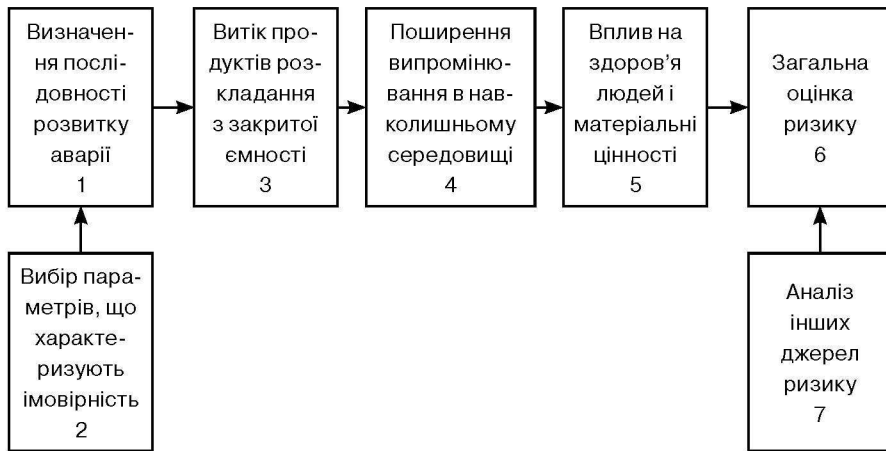 Визначен-
ня послі-
довності
розвитку
аварії
1
Витік про-
дуктів роз-
кладання
з закритої
ємності
3
Поширення
випроміню-
вання в нав-
колишньому
середовищі
4
Вплив на
здоров’я
людей і
матеріальні
цінності
5
Загальна
оцінка
ризику
6
Вибір пара-
метрів, що
характе-
ризують
імовірність
2
Аналіз
інших
джерел
ризику
7